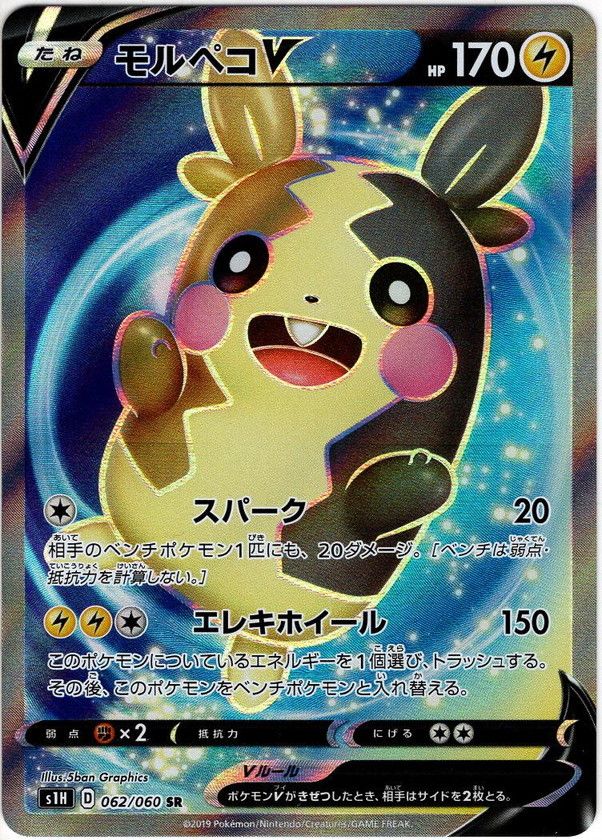 たね モルペコV HP 170
スパーク 20
相手のベンチポケモン1匹にも、20ダメージ。[ベンチは弱点・
抵抗力を計算しない。]
エレキホイール 150
このポケモンについているエネルギーを1個選び、トラッシュする。
その後、このポケモンをベンチポケモンと入れ替える。
弱点 ×2 抵抗力 にげる
Illus.5ban Graphics
Vルール
s1H D 062/060 SR
ポケモンVがきぜつしたとき、相手はサイドを2枚とる。
©2019 Pokémon/Nintendo/Creatures/GAME FREAK.